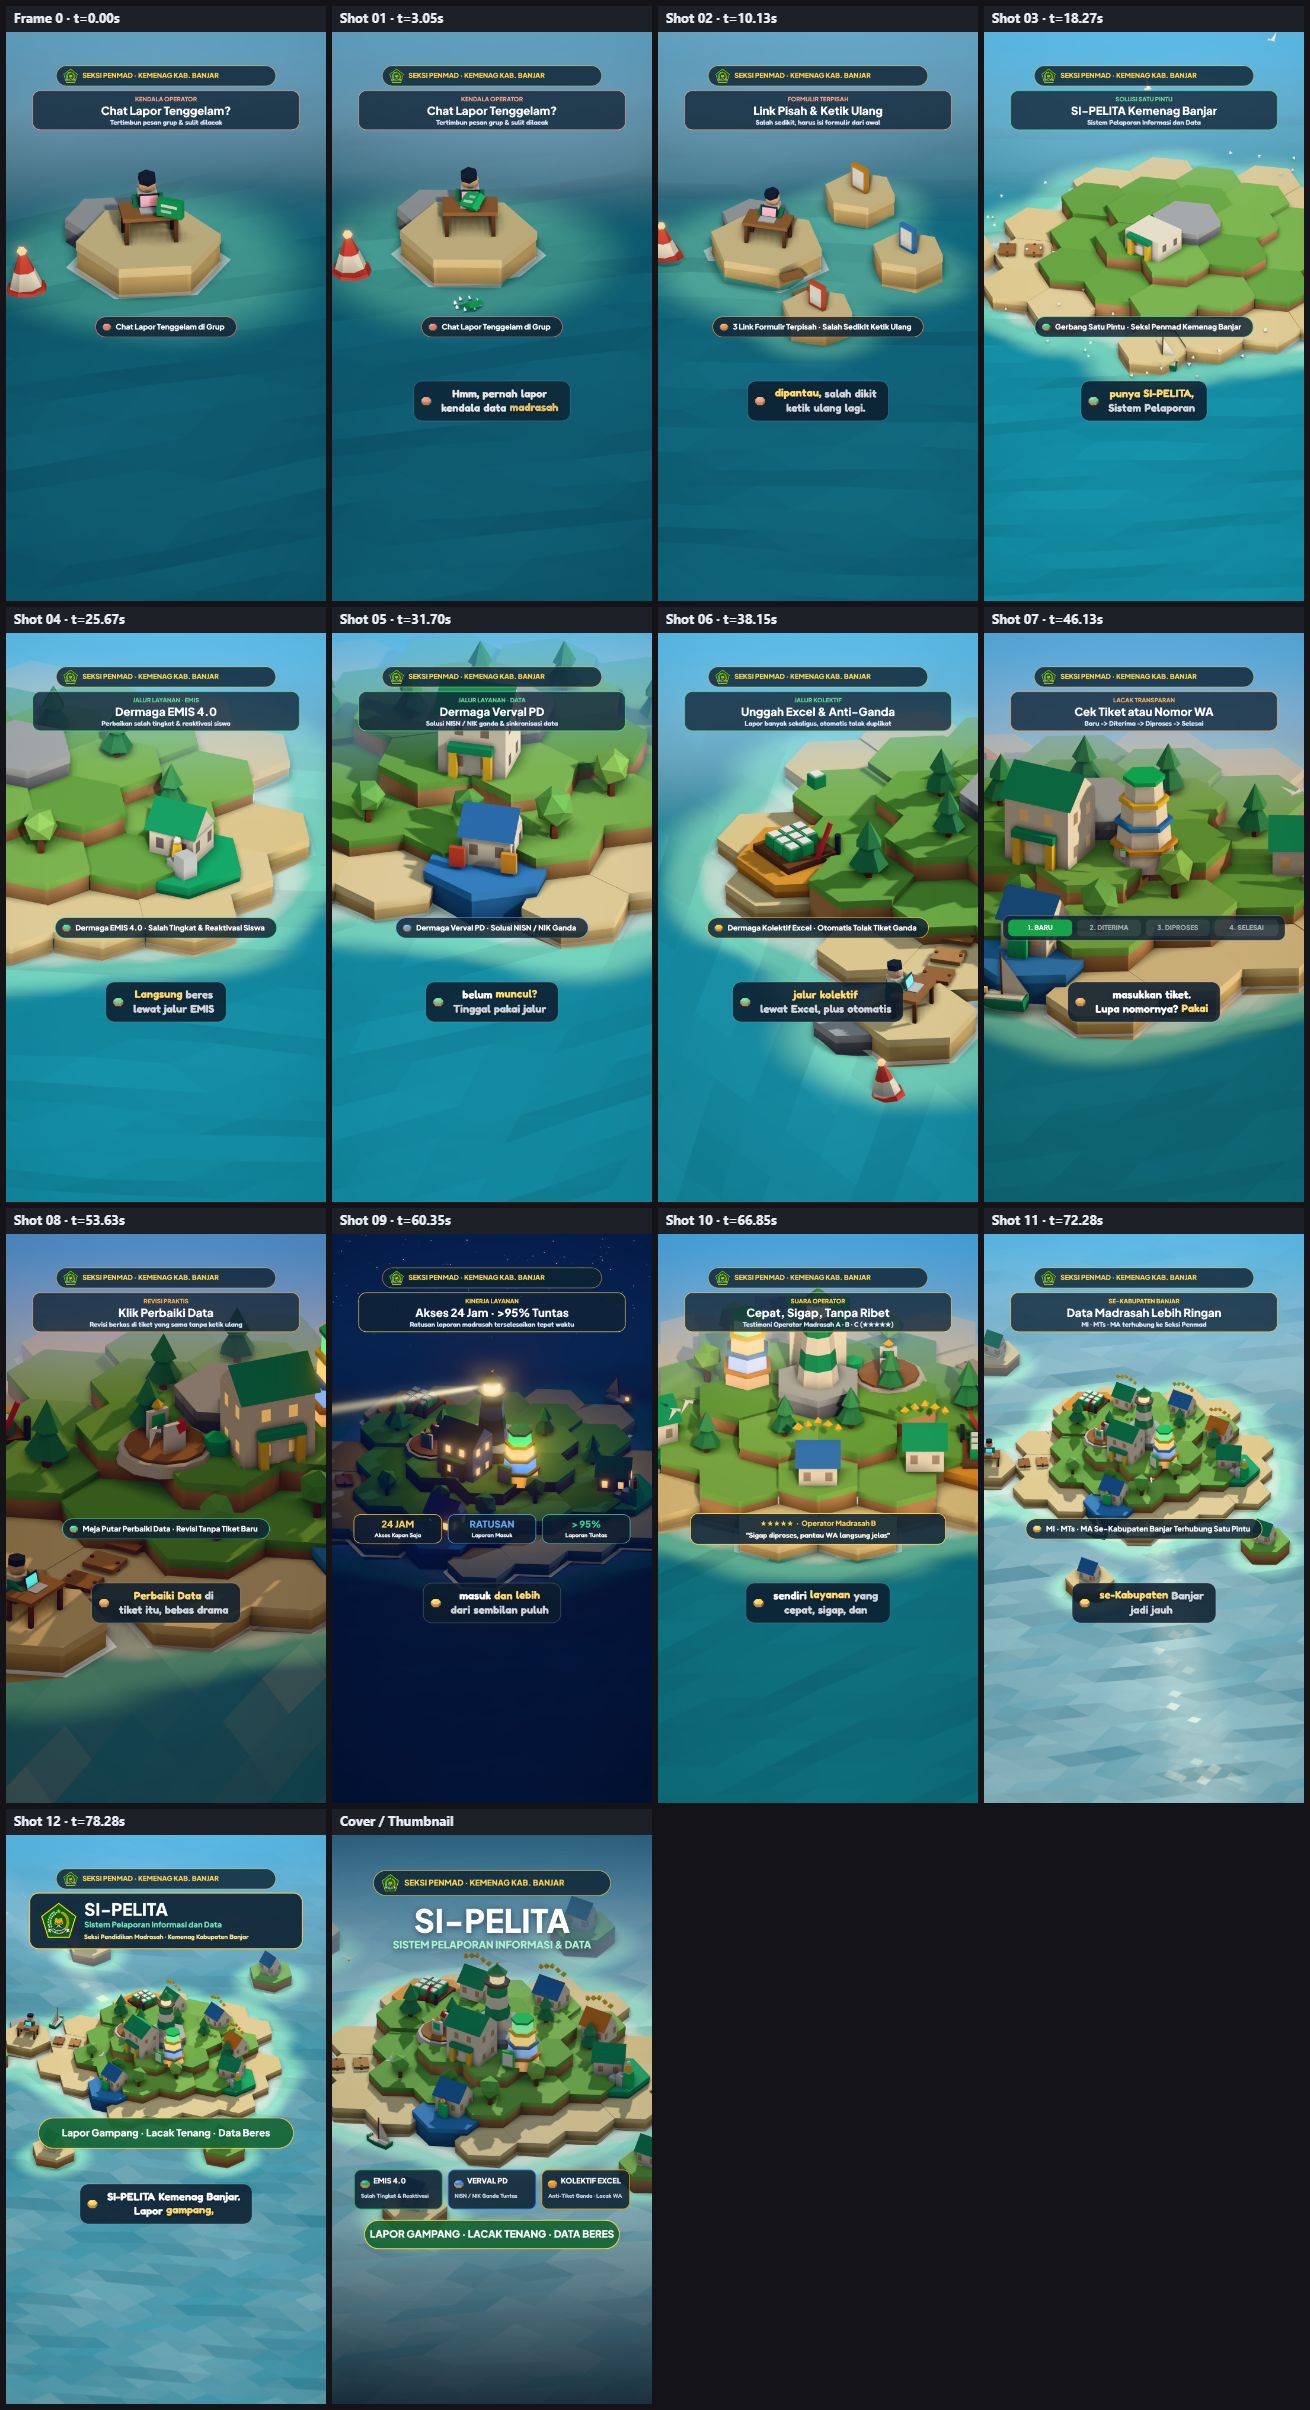 Frame 0 · t=0.00s
SEKSI PENMAD · KEMENAG KAB. BANJAR
KENDALA OPERATOR
Chat Lapor Tenggelam?
Tertimbun pesan grup & sulit dilacak
Chat Lapor Tenggelam di Grup
Shot 01 · t=3.05s
SEKSI PENMAD · KEMENAG KAB. BANJAR
KENDALA OPERATOR
Chat Lapor Tenggelam?
Tertimbun pesan grup & sulit dilacak
Chat Lapor Tenggelam di Grup
Hmm, pernah lapor
kendala data madrasah
Shot 02 · t=10.13s
SEKSI PENMAD · KEMENAG KAB. BANJAR
FORMULIR TERPISAH
Link Pisah & Ketik Ulang
Salah sedikit, harus isi formulir dari awal
3 Link Formulir Terpisah · Salah Sedikit Ketik Ulang
dipantau, salah dikit
ketik ulang lagi.
Shot 03 · t=18.27s
SEKSI PENMAD · KEMENAG KAB. BANJAR
SOLUSI SATU PINTU
SI-PELITA Kemenag Banjar
Sistem Pelaporan Informasi dan Data
Gerbang Satu Pintu · Seksi Penmad Kemenag Banjar
punya SI-PELITA,
Sistem Pelaporan
Shot 04 · t=25.67s
SEKSI PENMAD · KEMENAG KAB. BANJAR
JALUR LAYANAN · EMIS
Dermaga EMIS 4.0
Perbaikan salah tingkat & reaktivasi siswa
Dermaga EMIS 4.0 · Salah Tingkat & Reaktivasi Siswa
Langsung beres
lewat jalur EMIS
Shot 05 · t=31.70s
SEKSI PENMAD · KEMENAG KAB. BANJAR
JALUR LAYANAN · DATA
Dermaga Verval PD
Solusi NISN / NIK ganda & sinkronisasi data
Dermaga Verval PD · Solusi NISN / NIK Ganda
belum muncul?
Tinggal pakai jalur
Shot 06 · t=38.15s
SEKSI PENMAD · KEMENAG KAB. BANJAR
JALUR KOLEKTIF
Unggah Excel & Anti-Ganda
Lapor banyak sekaligus, otomatis tolak duplikat
Dermaga Kolektif Excel · Otomatis Tolak Tiket Ganda
jalur kolektif
lewat Excel, plus otomatis
Shot 07 · t=46.13s
SEKSI PENMAD · KEMENAG KAB. BANJAR
LACAK TRANSPARAN
Cek Tiket atau Nomor WA
Baru -> Diterima -> Diproses -> Selesai
1. BARU
2. DITERIMA
3. DIPROSES
4. SELESAI
masukkan tiket.
Lupa nomornya? Pakai
Shot 08 · t=53.63s
SEKSI PENMAD · KEMENAG KAB. BANJAR
REVISI PRAKTIS
Klik Perbaiki Data
Revisi berkas di tiket yang sama tanpa ketik ulang
Meja Putar Perbaiki Data · Revisi Tanpa Tiket Baru
Perbaiki Data di
tiket itu, bebas drama
Shot 09 · t=60.35s
SEKSI PENMAD · KEMENAG KAB. BANJAR
KINERJA LAYANAN
Akses 24 Jam · >95% Tuntas
Ratusan laporan madrasah terselesaikan tepat waktu
24 JAM
Akses Kapan Saja
RATUSAN
Laporan Masuk
> 95%
Laporan Tuntas
masuk dan lebih
dari sembilan puluh
Shot 10 · t=66.85s
SEKSI PENMAD · KEMENAG KAB. BANJAR
SUARA OPERATOR
Cepat, Sigap, Tanpa Ribet
Testimoni Operator Madrasah A · B · C (★★★★★)
★★★★★ · Operator Madrasah B
"Sigap diproses, pantau WA langsung jelas"
sendiri layanan yang
cepat, sigap, dan
Shot 11 · t=72.28s
SEKSI PENMAD · KEMENAG KAB. BANJAR
SE-KABUPATEN BANJAR
Data Madrasah Lebih Ringan
MI · MTs · MA terhubung ke Seksi Penmad
MI · MTs · MA Se-Kabupaten Banjar Terhubung Satu Pintu
se-Kabupaten Banjar
jadi jauh
Shot 12 · t=78.28s
SEKSI PENMAD · KEMENAG KAB. BANJAR
SI-PELITA
Sistem Pelaporan Informasi dan Data
Seksi Pendidikan Madrasah · Kemenag Kabupaten Banjar
Lapor Gampang · Lacak Tenang · Data Beres
SI-PELITA Kemenag Banjar.
Lapor gampang,
Cover / Thumbnail
SEKSI PENMAD · KEMENAG KAB. BANJAR
SI-PELITA
SISTEM PELAPORAN INFORMASI & DATA
EMIS 4.0
Salah Tingkat & Reaktivasi
VERVAL PD
NISN / NIK Ganda Tuntas
KOLEKTIF EXCEL
Anti-Tiket Ganda · Lacak WA
LAPOR GAMPANG · LACAK TENANG · DATA BERES